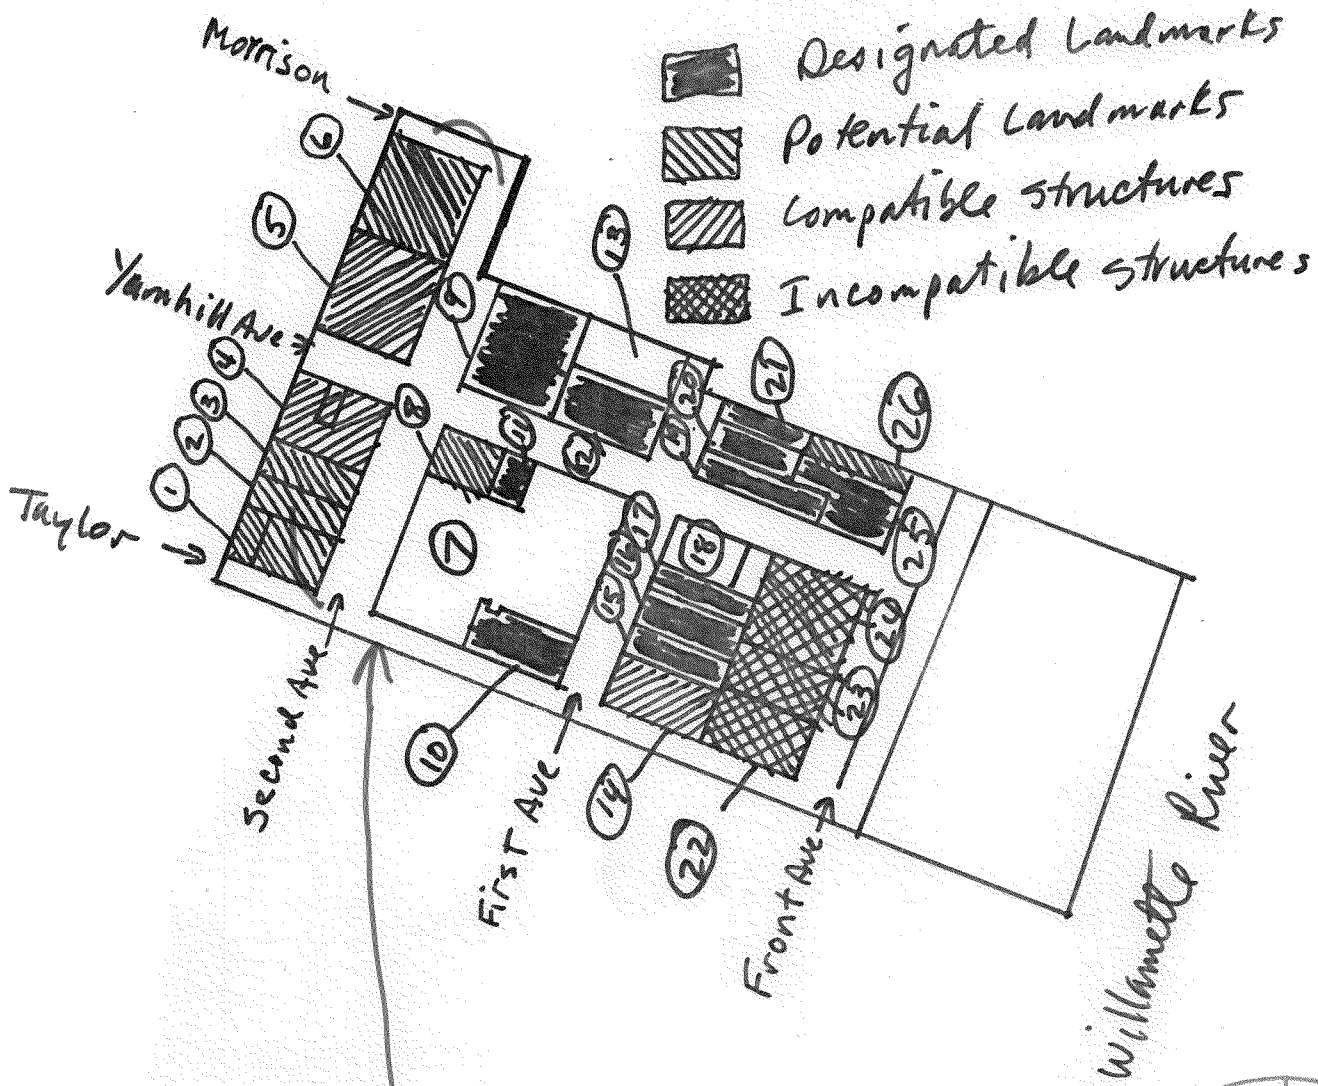 Morrison
Designated Landmarks
Potential Landmarks
Compatible Structures
Incompatible Structures
6
5
Yamhill Ave
4
3
2
1
Taylor
9
13
8
11
12
20
19
21
26
7
17
16
15
18
25
24
23
10
14
22
Second Ave
First Ave
Front Ave
Willamette River